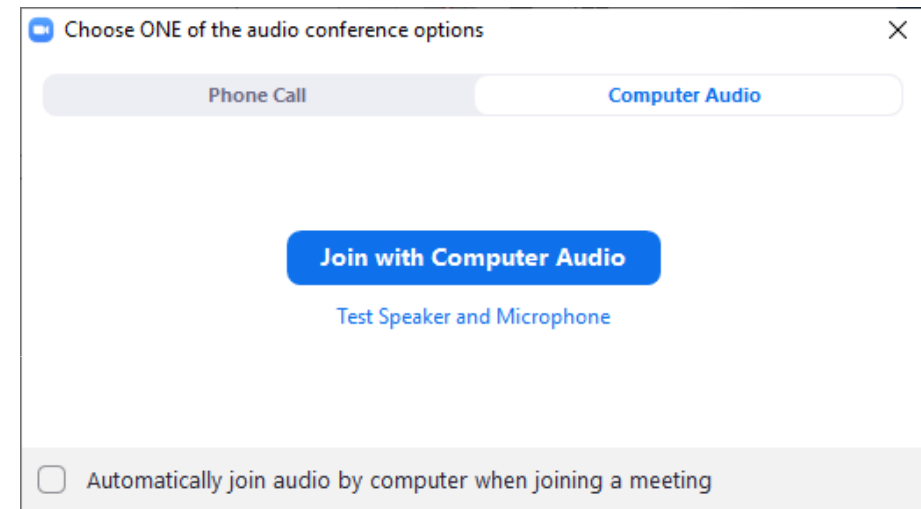 Choose ONE of the audio conference options
Phone Call
Computer Audio
Join with Computer Audio
Test Speaker and Microphone
Automatically join audio by computer when joining a meeting